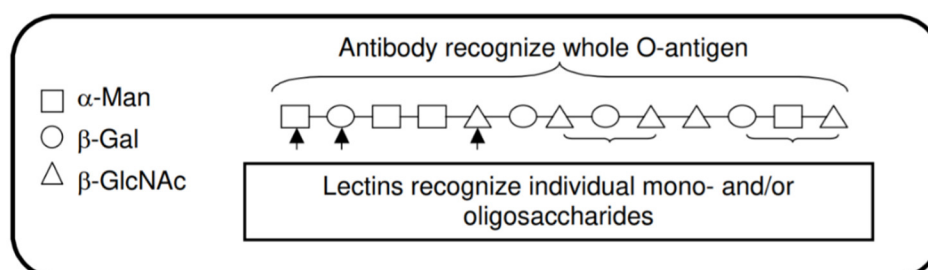 Antibody recognize whole O-antigen
α-Man
β-Gal
β-GlcNAc
Lectins recognize individual mono- and/or
oligosaccharides